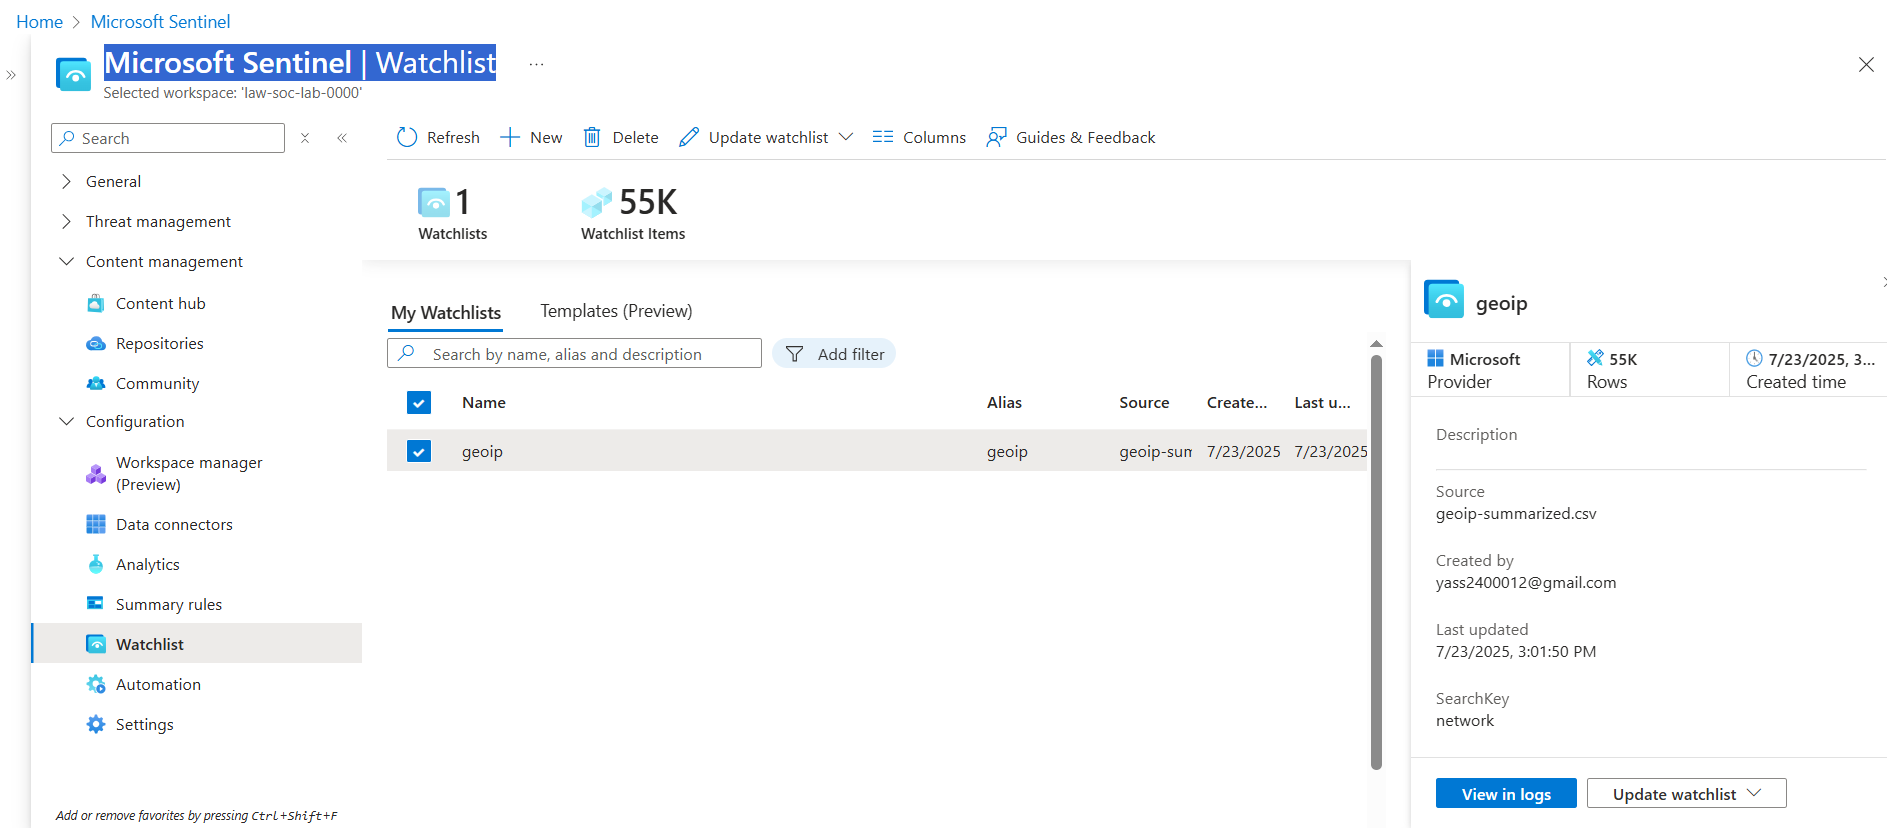 Home > Microsoft Sentinel
Microsoft Sentinel | Watchlist ...
Selected workspace: 'law-soc-lab-0000'
Search
General
Threat management
Content management
Content hub
Repositories
Community
Configuration
Workspace manager
(Preview)
Data connectors
Analytics
Summary rules
Watchlist
Automation
Settings
Add or remove favorites by pressing Ctrl+Shift+F
Refresh New Delete Update watchlist Columns Guides & Feedback
1 55K
Watchlists Watchlist Items
My Watchlists Templates (Preview)
Search by name, alias and description Add filter
Name Alias Source Create... Last u...
geoip geoip geoip-sum 7/23/2025 7/23/2025
geoip
Microsoft 55K 7/23/2025, 3...
Provider Rows Created time
Description
Source
geoip-summarized.csv
Created by
yass2400012@gmail.com
Last updated
7/23/2025, 3:01:50 PM
SearchKey
network
View in logs Update watchlist